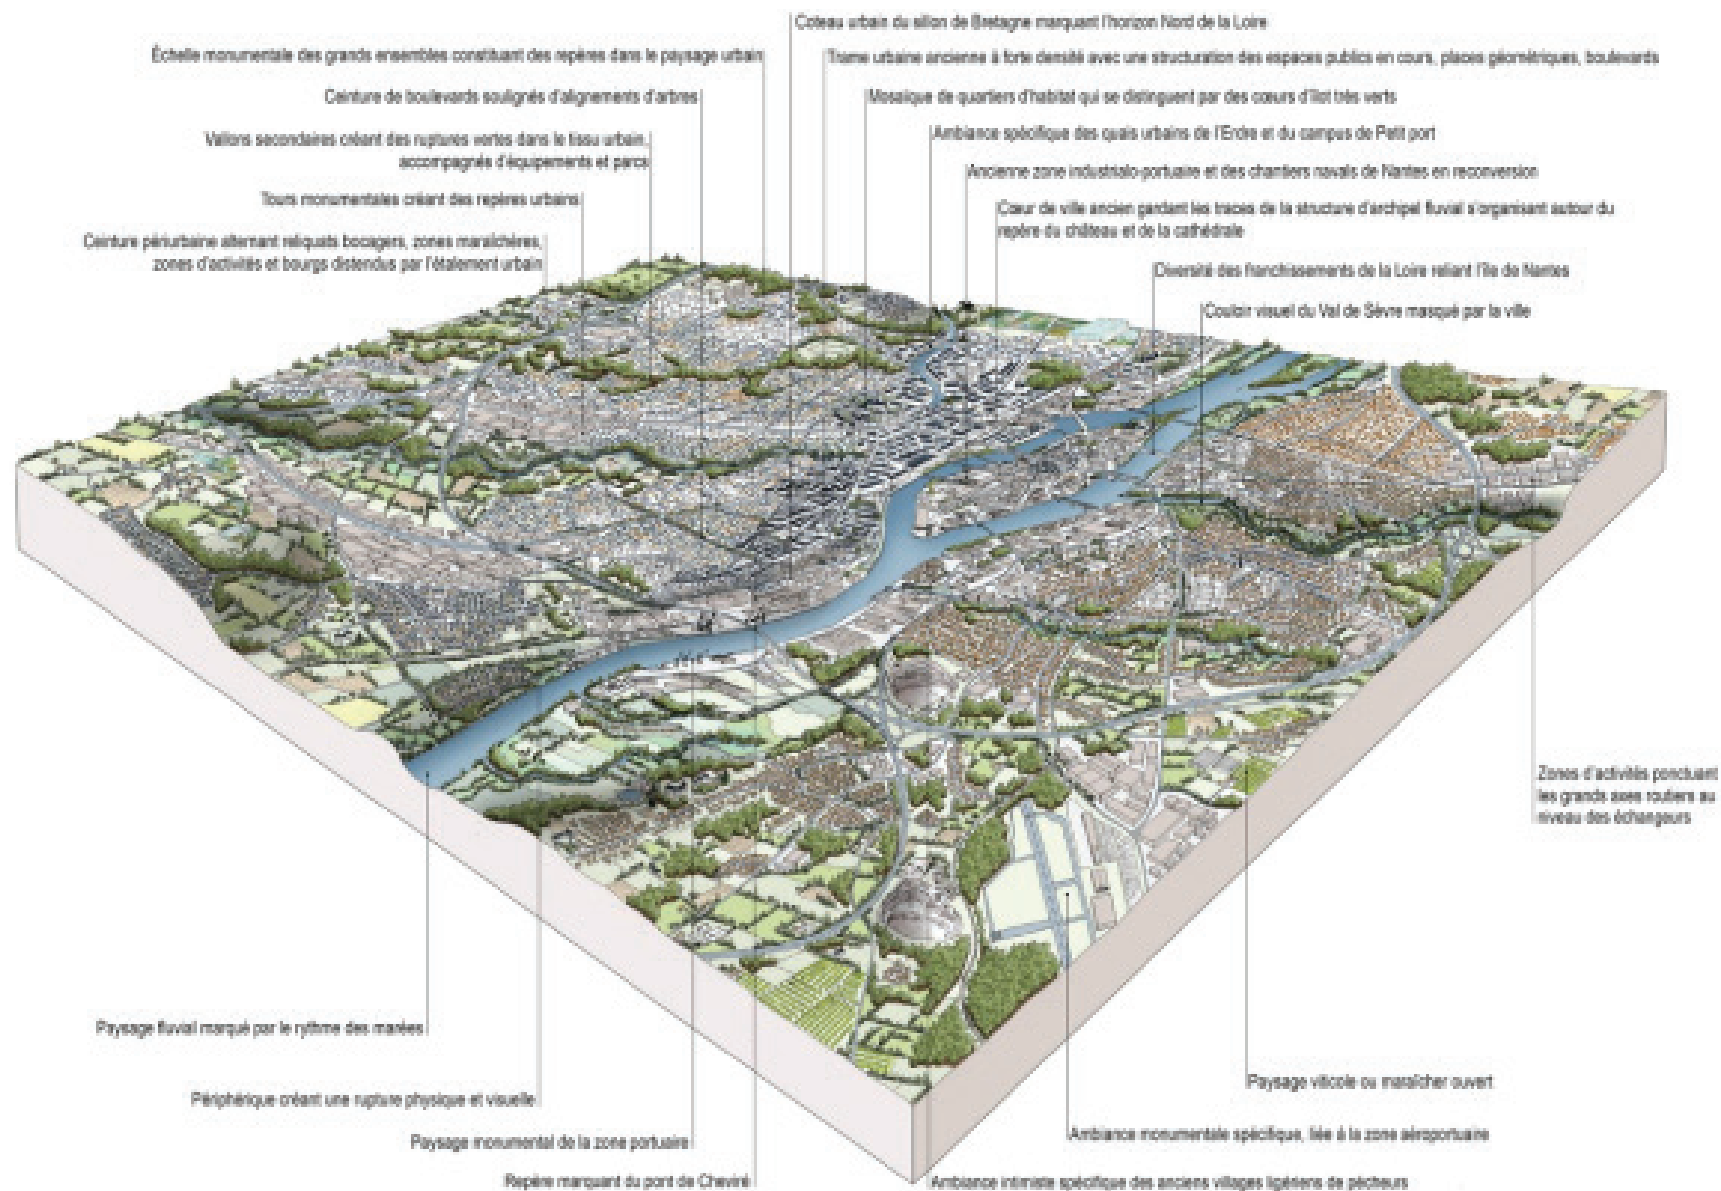 Coteau urbain du sillon de Bretagne marquant l'horizon Nord de la Loire
Échelle monumentale des grands ensembles constituant des repères dans le paysage urbain
Trame urbaine ancienne à forte densité avec une structuration des espaces publics en cours, places géométriques, boulevards
Ceinture de boulevards soulignés d'alignements d'arbres
Mosaïque de quartiers d'habitat qui se distinguent par des cœurs d'îlot très verts
Vallons secondaires créant des ruptures vertes dans le tissu urbain,
accompagnés d'équipements et parcs
Ambiance spécifique des quais urbains de l'Erdre et du campus de Petit port
Ancienne zone industrialo-portuaire et des chantiers navals de Nantes en reconversion
Tours monumentales créant des repères urbains
Cœur de ville ancien gardant les traces de la structure d'archipel fluvial s'organisant autour du
repère du château et de la cathédrale
Ceinture périurbaine alternant reliquats bocagers, zones maraîchères,
zones d'activités et bourgs distendus par l'étalement urbain
Diversité des franchissements de la Loire reliant l'île de Nantes
Couloir visuel du Val de Sèvre masqué par la ville
Zones d'activités ponctuant
les grands axes routiers au
niveau des échangeurs
Paysage fluvial marqué par le rythme des marées
Périphérique créant une rupture physique et visuelle
Paysage monumental de la zone portuaire
Repère marquant du pont de Cheviré
Paysage viticole ou maraîcher ouvert
Ambiance monumentale spécifique, liée à la zone aéroportuaire
Ambiance intimiste spécifique des anciens villages ligériens de pêcheurs